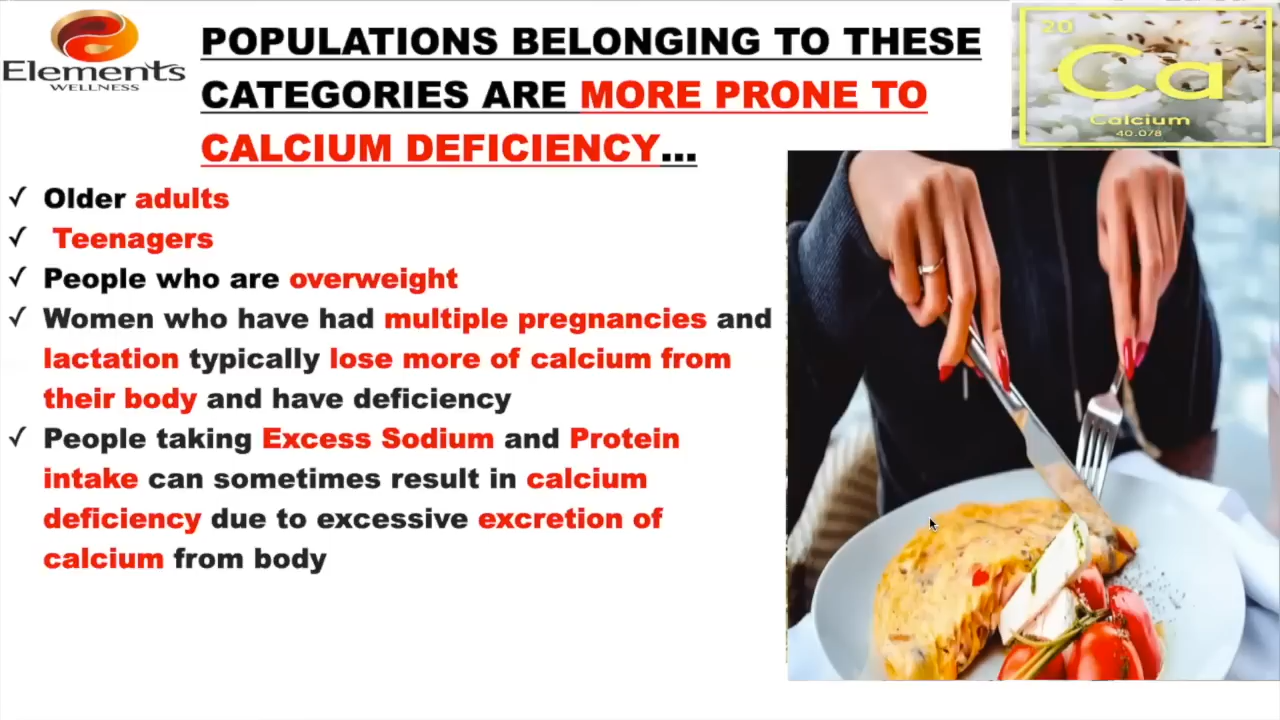 Elements
WELLNESS
POPULATIONS BELONGING TO THESE
CATEGORIES ARE MORE PRONE TO
CALCIUM DEFICIENCY...
20
Ca
Calcium
40.078
✓ Older adults
✓ Teenagers
✓ People who are overweight
✓ Women who have had multiple pregnancies and
lactation typically lose more of calcium from
their body and have deficiency
✓ People taking Excess Sodium and Protein
intake can sometimes result in calcium
deficiency due to excessive excretion of
calcium from body